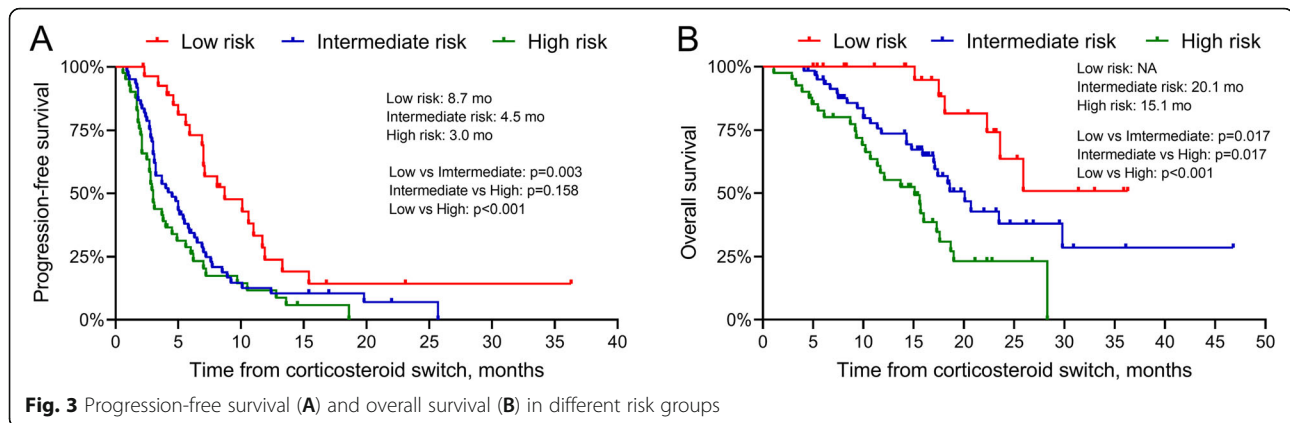 A
Low risk Intermediate risk High risk
100%
75%
50%
25%
0%
Progression-free survival
Low risk: 8.7 mo
Intermediate risk: 4.5 mo
High risk: 3.0 mo
Low vs Imtermediate: p=0.003
Intermediate vs High: p=0.158
Low vs High: p<0.001
0 5 10 15 20 25 30 35 40
Time from corticosteroid switch, months
B
Low risk Intermediate risk High risk
100%
75%
50%
25%
0%
Overall survival
Low risk: NA
Intermediate risk: 20.1 mo
High risk: 15.1 mo
Low vs Imtermediate: p=0.017
Intermediate vs High: p=0.017
Low vs High: p<0.001
0 5 10 15 20 25 30 35 40 45 50
Time from corticosteroid switch, months
Fig. 3 Progression-free survival (A) and overall survival (B) in different risk groups